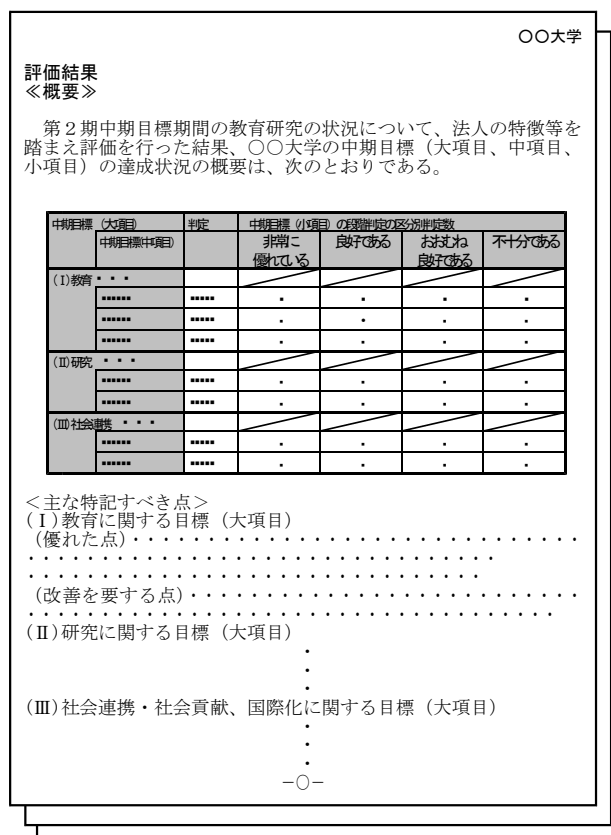 〇〇大学
評価結果
≪概要≫
第２期中期目標期間の教育研究の状況について、法人の特徴等を
踏まえ評価を行った結果、〇〇大学の中期目標（大項目、中項目、
小項目）の達成状況の概要は、次のとおりである。
中期目標（大項目） 判定 中期目標（小項目）の段階判定の区分別判定数
中期目標(中項目) 非常に 良好である おおむね 不十分である
優れている 良好である
(Ⅰ)教育・・・
▪▪▪▪▪▪ ▪▪▪▪▪ ▪ ▪ ▪ ▪
▪▪▪▪▪▪ ▪▪▪▪▪ ▪ ▪ ▪ ▪
▪▪▪▪▪▪ ▪▪▪▪▪ ▪ ▪ ▪ ▪
(Ⅱ)研究 ・・・
▪▪▪▪▪▪ ▪▪▪▪▪ ▪ ▪ ▪ ▪
▪▪▪▪▪▪ ▪▪▪▪▪ ▪ ▪ ▪ ▪
(Ⅲ)社会連携 ・・・
▪▪▪▪▪▪ ▪▪▪▪▪ ▪ ▪ ▪ ▪
▪▪▪▪▪▪ ▪▪▪▪▪ ▪ ▪ ▪ ▪
＜主な特記すべき点＞
(Ⅰ)教育に関する目標（大項目）
（優れた点）・・・・・・・・・・・・・・・・・・・・・・・・・・・・・・
・・・・・・・・・・・・・・・・・・・・・・・・・・・・・
・・・・・・・・・・・・・・・・・・・・・・・・・・・・
（改善を要する点）・・・・・・・・・・・・・・・・・・・・・・・・・・・
・・・・・・・・・・・・・・・・・・・・・・・・・・・・・・・・・
(Ⅱ)研究に関する目標（大項目）
・
・
・
(Ⅲ)社会連携・社会貢献、国際化に関する目標（大項目）
・
・
・
－〇－